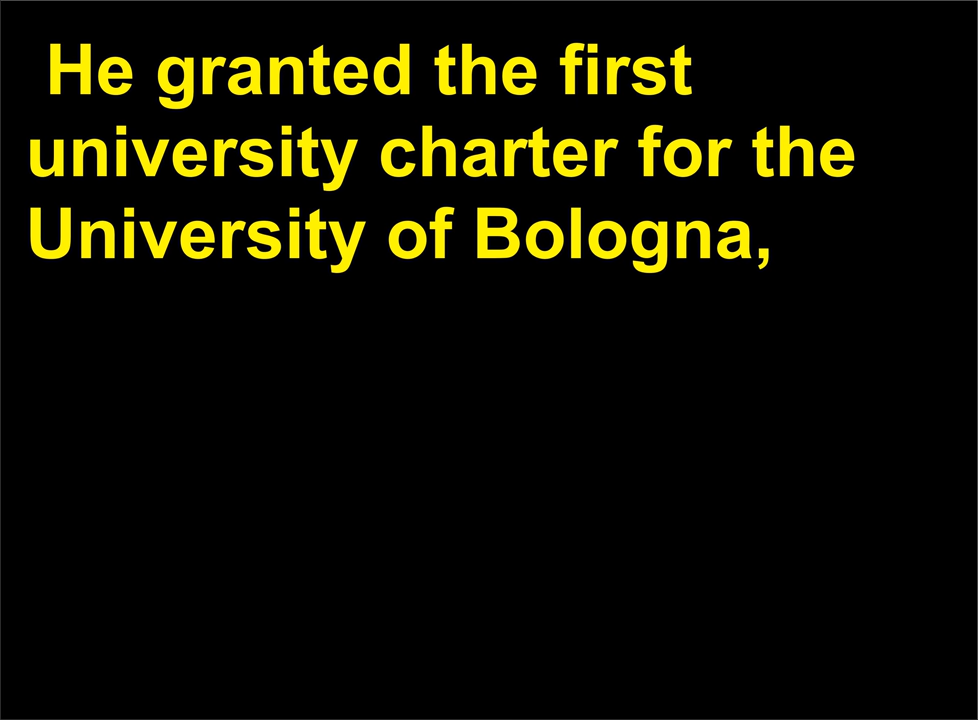 He granted the first
university charter for the
University of Bologna,